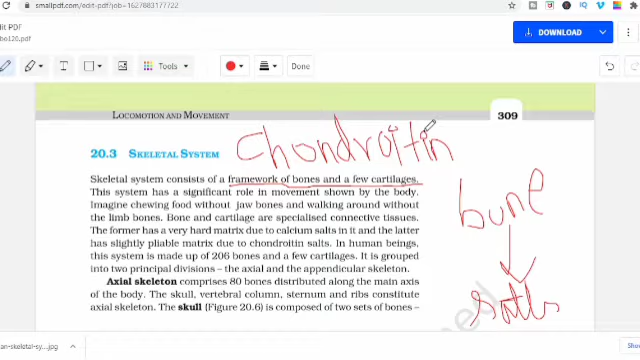 smallpdf.com/edit-pdf#job=1627883177722
dit PDF
bo126.pdf
DOWNLOAD
Tools
Done
LOCOMOTION AND MOVEMENT
309
chondroitin
20.3 SKELETAL SYSTEM
Skeletal system consists of a framework of bones and a few cartilages.
This system has a significant role in movement shown by the body.
Imagine chewing food without jaw bones and walking around without
the limb bones. Bone and cartilage are specialised connective tissues.
The former has a very hard matrix due to calcium salts in it and the latter
has slightly pliable matrix due to chondroitin salts. In human beings,
this system is made up of 206 bones and a few cartilages. It is grouped
into two principal divisions – the axial and the appendicular skeleton.
Axial skeleton comprises 80 bones distributed along the main axis
of the body. The skull, vertebral column, sternum and ribs constitute
axial skeleton. The skull (Figure 20.6) is composed of two sets of bones –
bone
salts
an-skeletal-sy....jpg
Show all